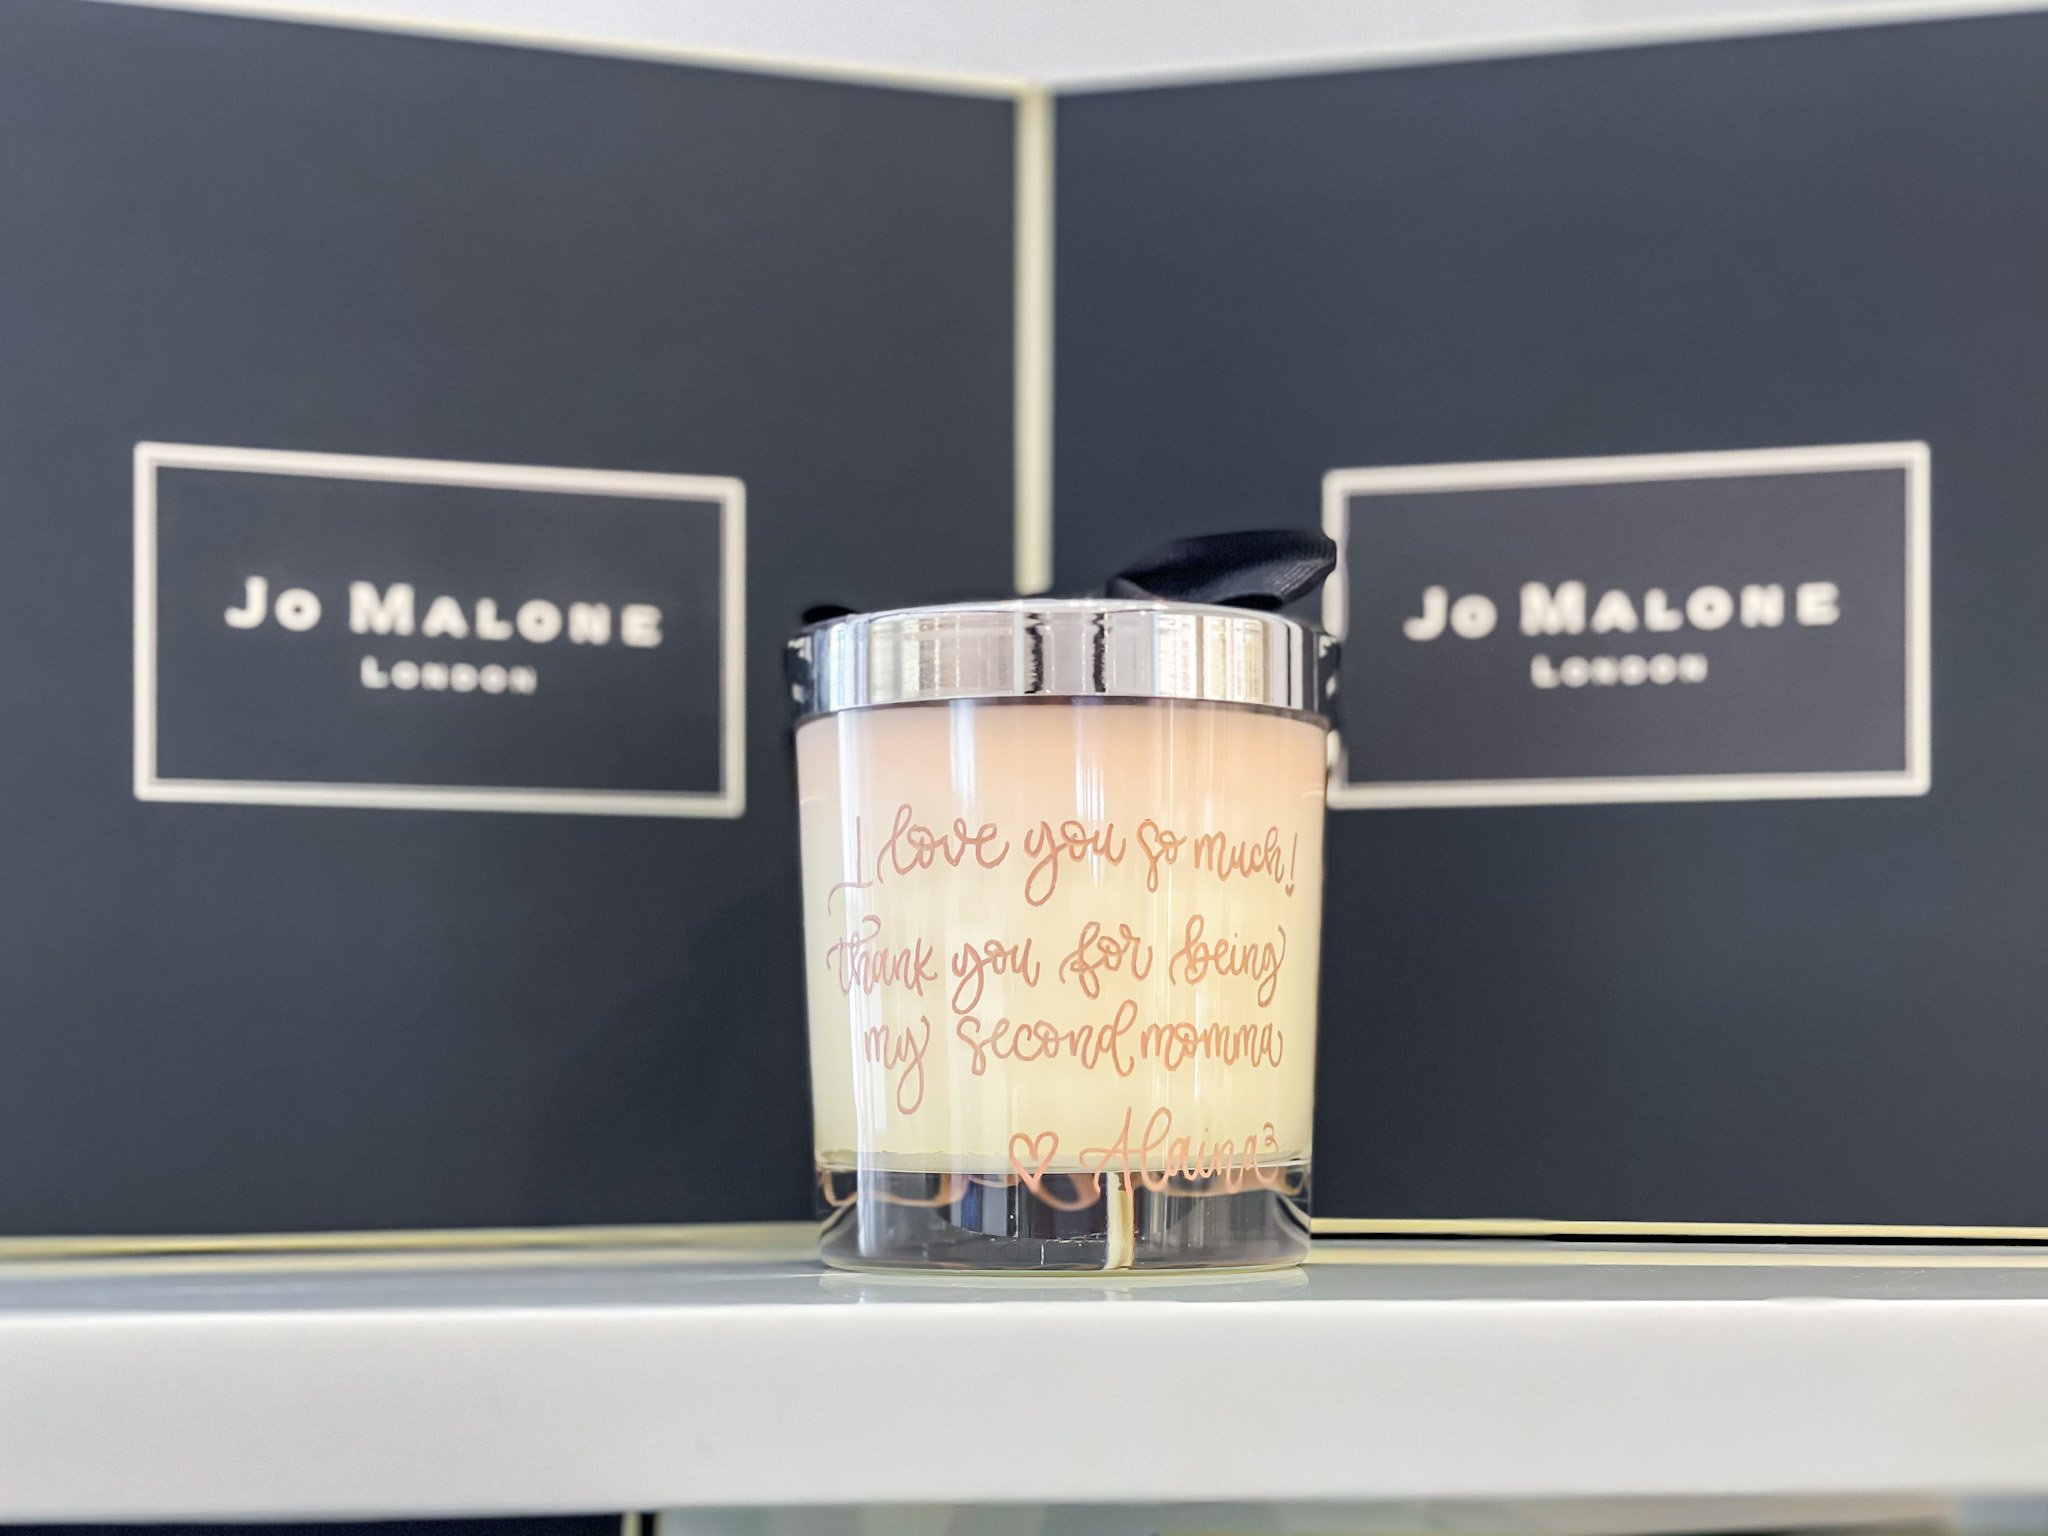 Jo Malone
London
Jo Malone
London
I love you so much!
thank you for being
my second momma
♡ Alaina